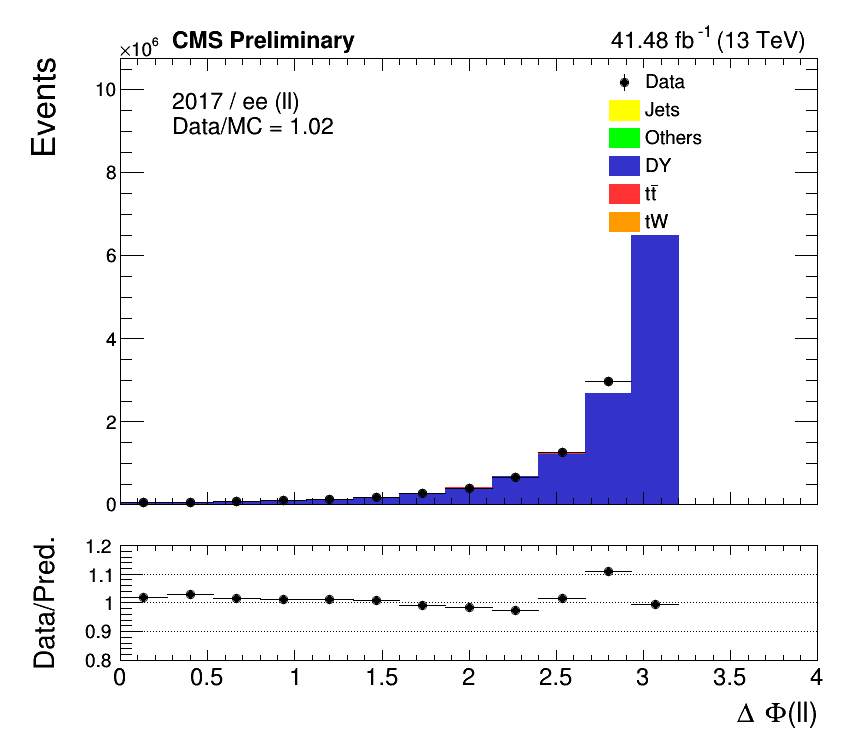 ×10⁶ CMS Preliminary 41.48 fb⁻¹ (13 TeV)
Events
10
8
6
4
2
0
2017 / ee (ll)
Data/MC = 1.02
Data
Jets
Others
DY
tt̄
tW
Data/Pred.
1.2
1.1
1
0.9
0.8
0 0.5 1 1.5 2 2.5 3 3.5 4
Δ Φ(ll)